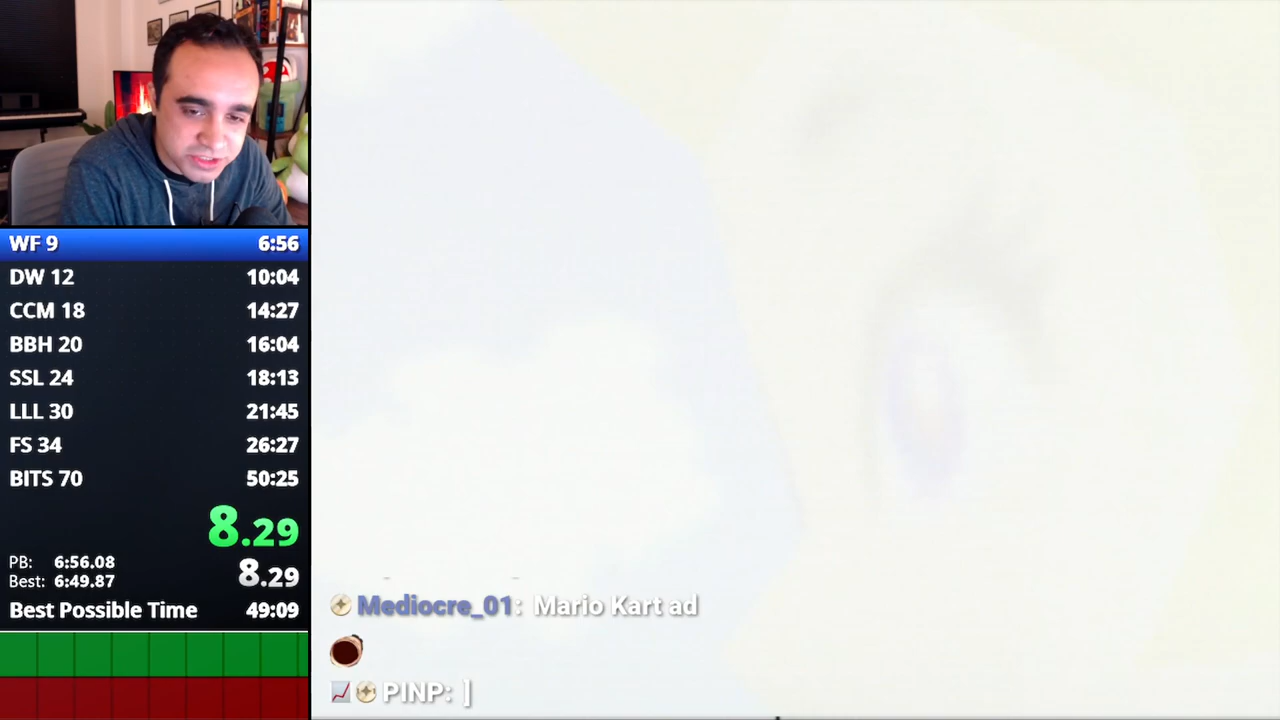 WF 9 6:56
DW 12 10:04
CCM 18 14:27
BBH 20 16:04
SSL 24 18:13
LLL 30 21:45
FS 34 26:27
BITS 70 50:25
8.29
PB: 6:56.08
Best: 6:49.87
8.29
Best Possible Time 49:09
Mediocre_01: Mario Kart ad
PINP: ]